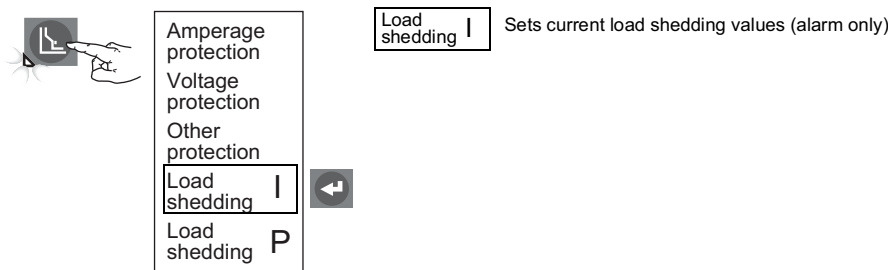 Amperage
protection
Voltage
protection
Other
protection
Load
shedding I
Load
shedding P
Load
shedding I
Sets current load shedding values (alarm only)